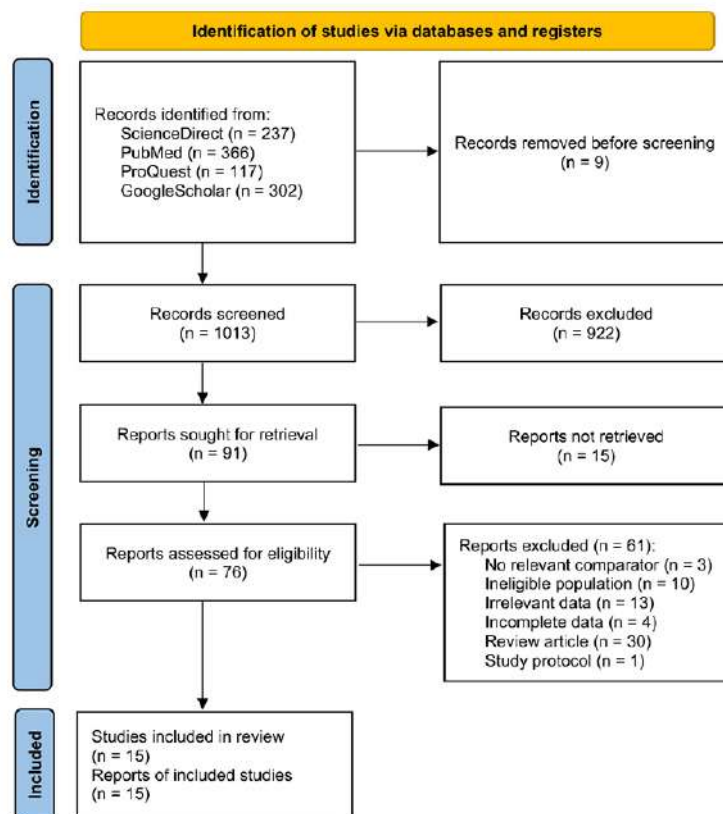 Identification of studies via databases and registers
Identification
Records identified from:
ScienceDirect (n = 237)
PubMed (n = 366)
ProQuest (n = 117)
GoogleScholar (n = 302)
Records removed before screening
(n = 9)
Screening
Records screened
(n = 1013)
Records excluded
(n = 922)
Reports sought for retrieval
(n = 91)
Reports not retrieved
(n = 15)
Reports assessed for eligibility
(n = 76)
Reports excluded (n = 61):
No relevant comparator (n = 3)
Ineligible population (n = 10)
Irrelevant data (n = 13)
Incomplete data (n = 4)
Review article (n = 30)
Study protocol (n = 1)
Included
Studies included in review
(n = 15)
Reports of included studies
(n = 15)